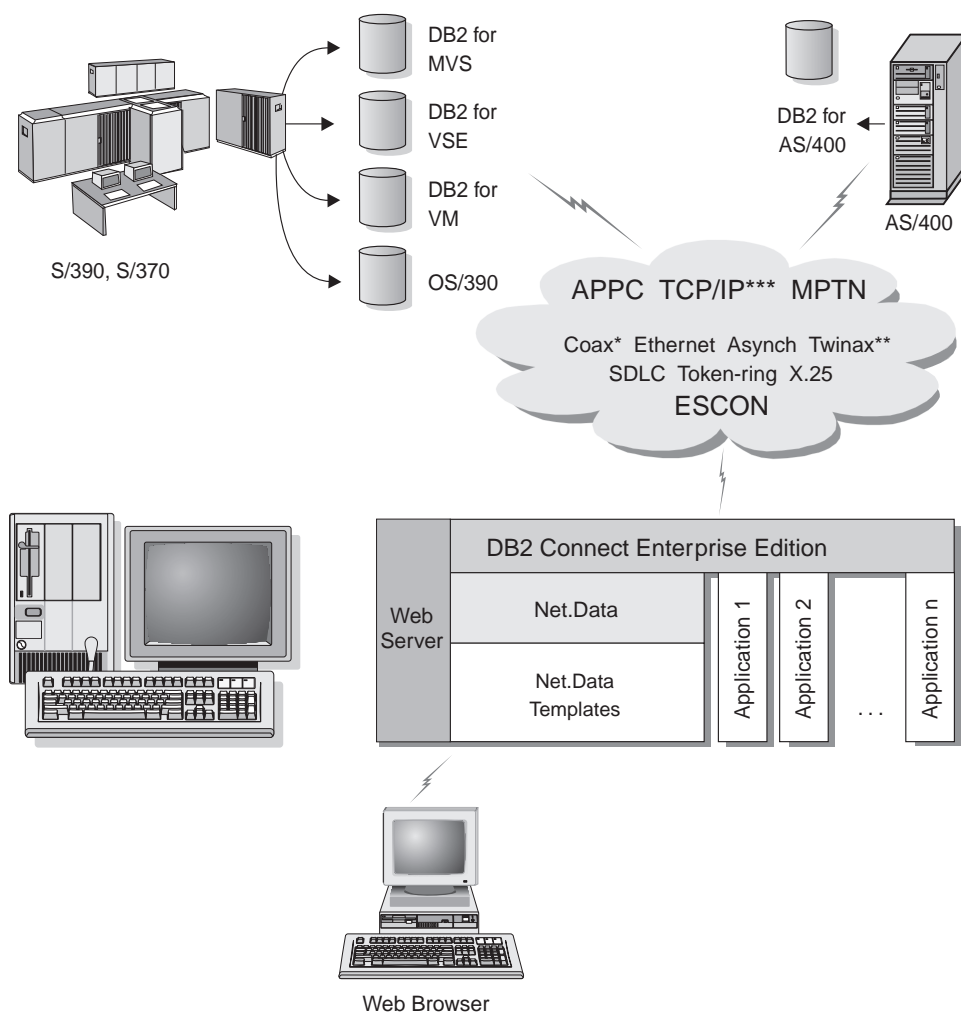 DB2 for
MVS
DB2 for
VSE
DB2 for
VM
OS/390
S/390, S/370
DB2 for
AS/400
AS/400
APPC TCP/IP*** MPTN
Coax* Ethernet Asynch Twinax**
SDLC Token-ring X.25
ESCON
DB2 Connect Enterprise Edition
Web
Server
Net.Data
Net.Data
Templates
Application 1
Application 2
...
Application n
Web Browser